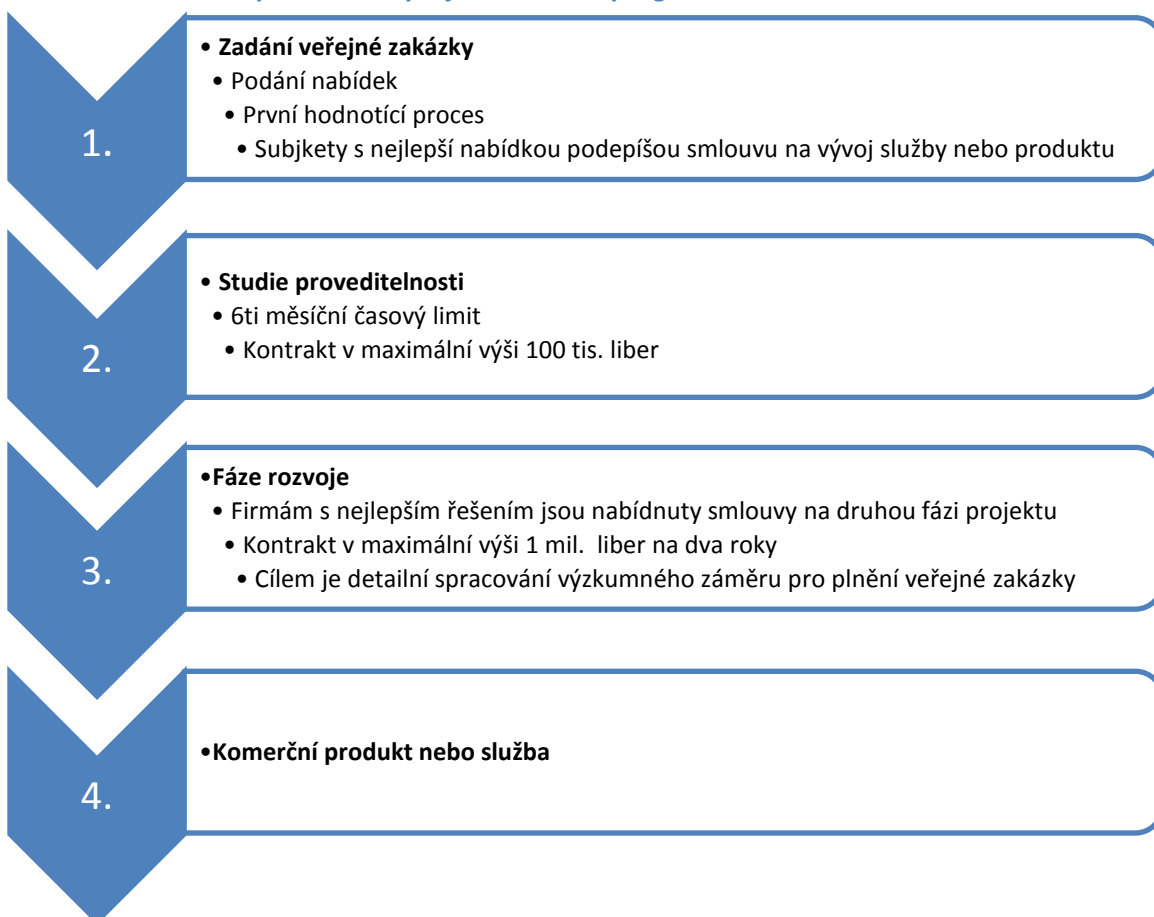 1.
• Zadání veřejné zakázky
• Podání nabídek
• První hodnotící proces
• Subjkety s nejlepší nabídkou podepíšou smlouvu na vývoj služby nebo produktu
2.
• Studie proveditelnosti
• 6ti měsíční časový limit
• Kontrakt v maximální výši 100 tis. liber
3.
•Fáze rozvoje
• Firmám s nejlepším řešením jsou nabídnuty smlouvy na druhou fázi projektu
• Kontrakt v maximální výši 1 mil. liber na dva roky
• Cílem je detailní spracování výzkumného záměru pro plnění veřejné zakázky
4.
•Komerční produkt nebo služba